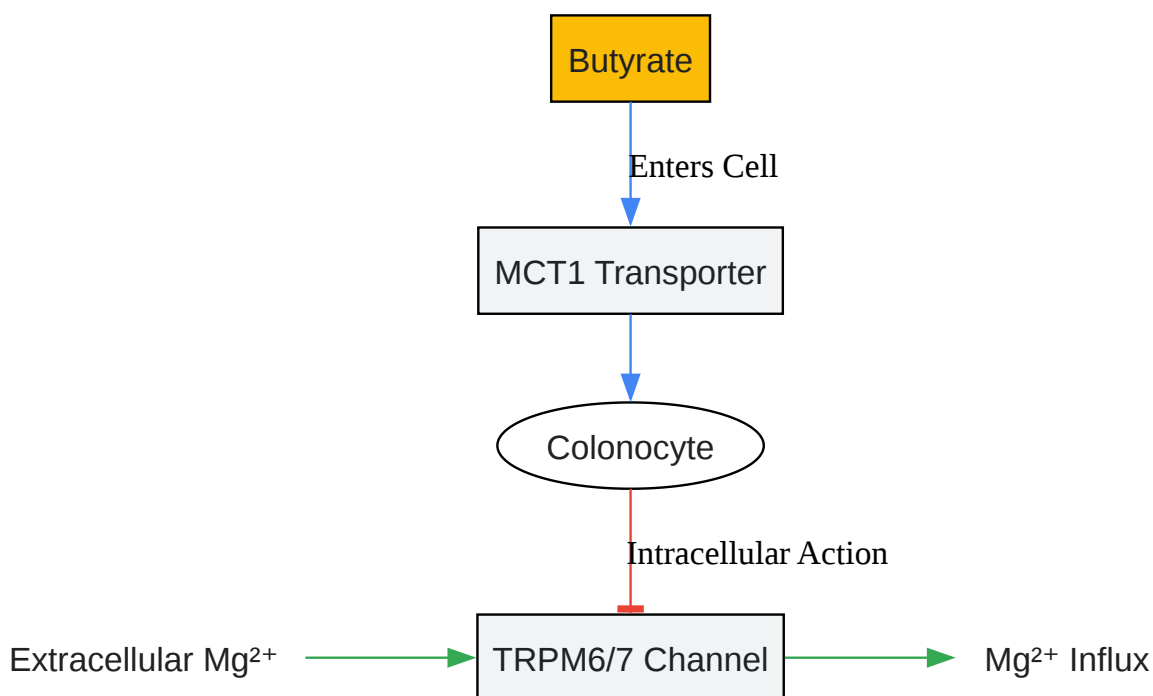 Butyrate
Enters Cell
MCT1 Transporter
Colonocyte
Intracellular Action
Extracellular Mg²⁺
TRPM6/7 Channel
Mg²⁺ Influx